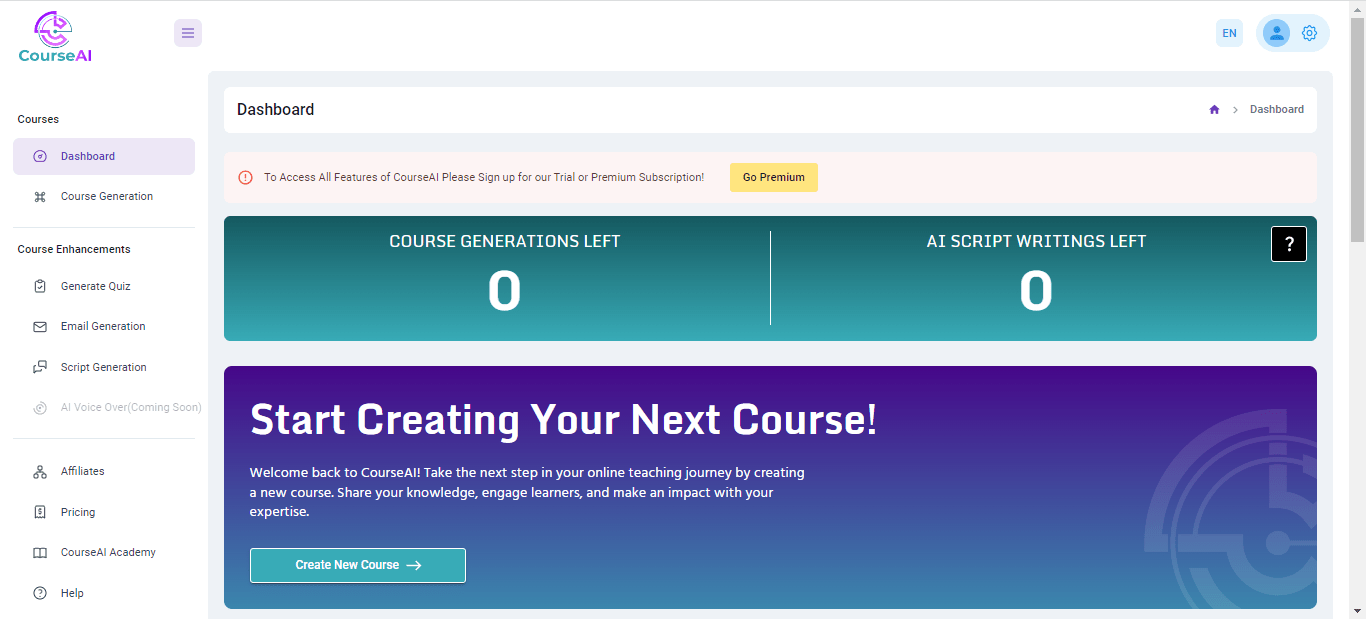 CourseAI
EN
Courses
Dashboard
Course Generation
Course Enhancements
Generate Quiz
Email Generation
Script Generation
AI Voice Over(Coming Soon)
Affiliates
Pricing
CourseAI Academy
Help
Dashboard
Dashboard
To Access All Features of CourseAI Please Sign up for our Trial or Premium Subscription!
Go Premium
COURSE GENERATIONS LEFT
0
AI SCRIPT WRITINGS LEFT
0
?
Start Creating Your Next Course!
Welcome back to CourseAI! Take the next step in your online teaching journey by creating
a new course. Share your knowledge, engage learners, and make an impact with your
expertise.
Create New Course